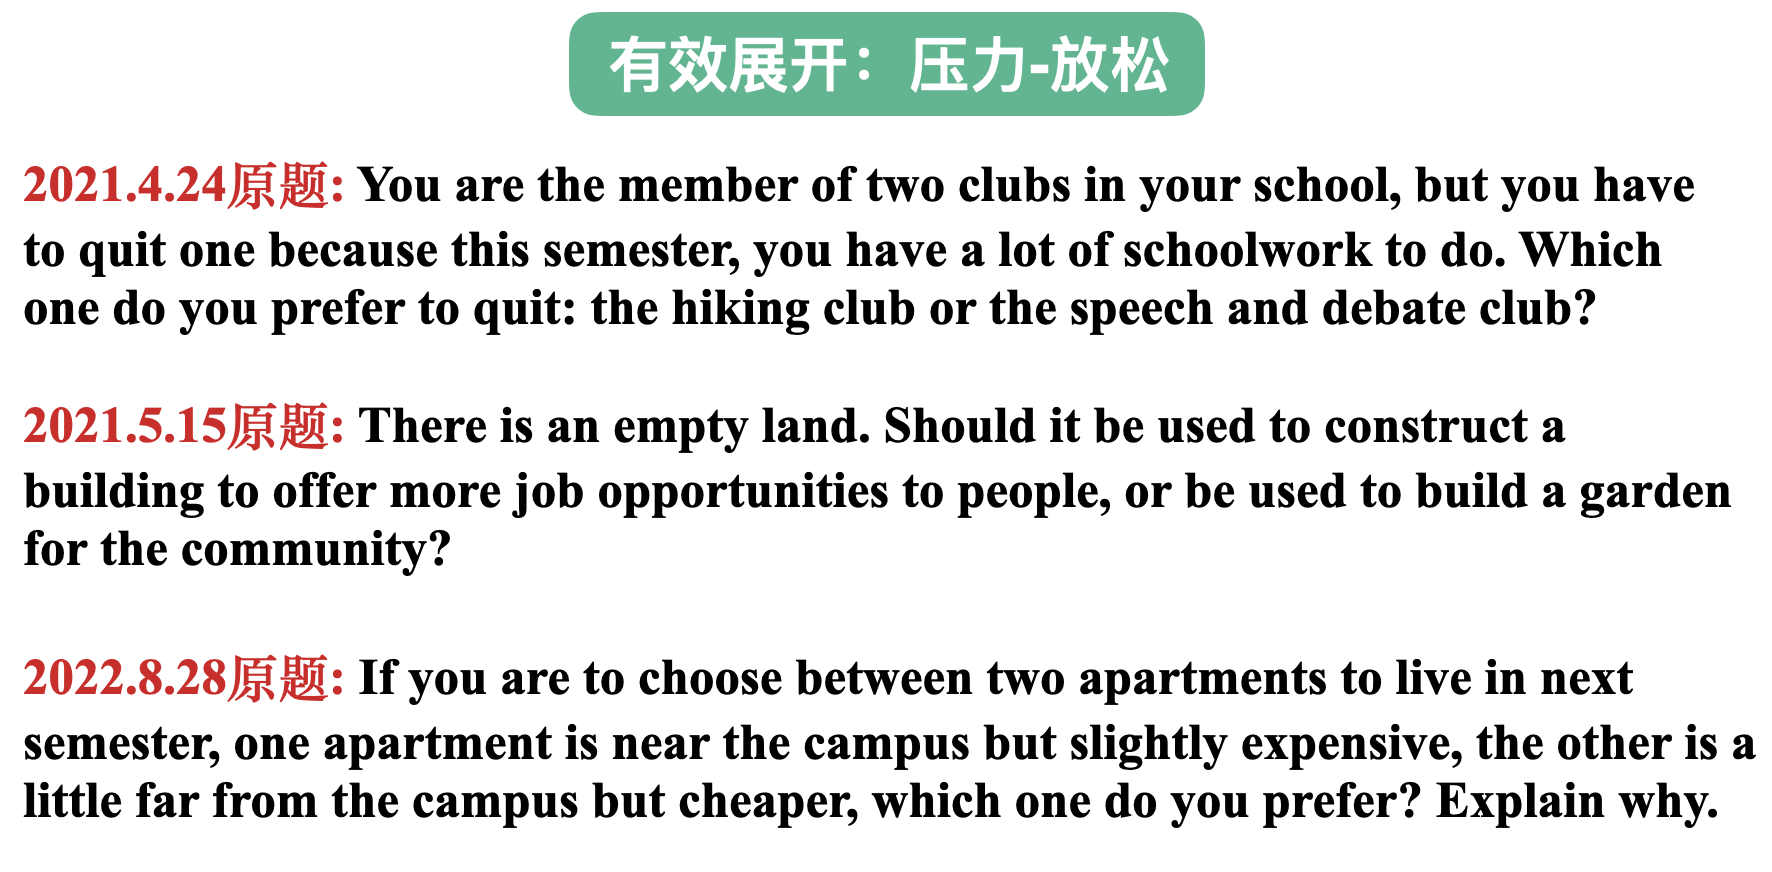 有效展开：压力-放松
2021.4.24原题: You are the member of two clubs in your school, but you have
to quit one because this semester, you have a lot of schoolwork to do. Which
one do you prefer to quit: the hiking club or the speech and debate club?
2021.5.15原题: There is an empty land. Should it be used to construct a
building to offer more job opportunities to people, or be used to build a garden
for the community?
2022.8.28原题: If you are to choose between two apartments to live in next
semester, one apartment is near the campus but slightly expensive, the other is a
little far from the campus but cheaper, which one do you prefer? Explain why.